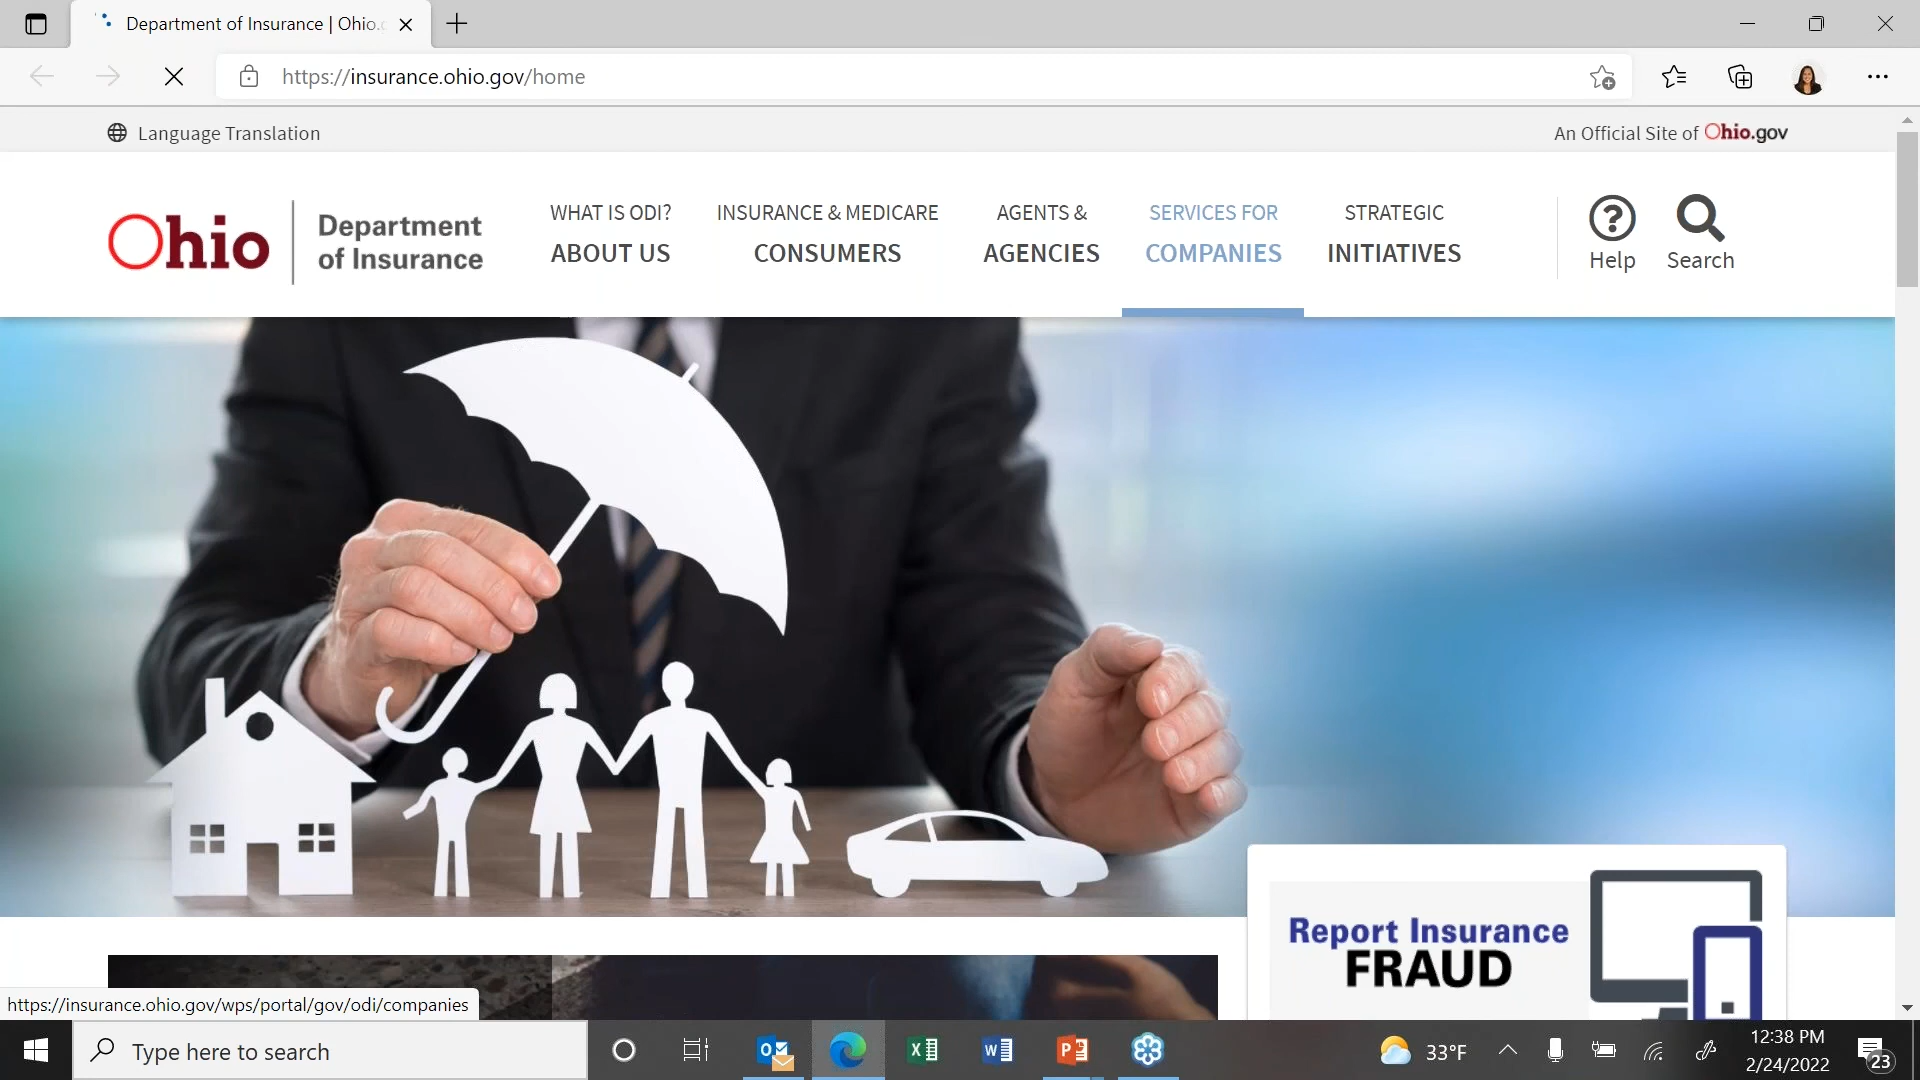 Department of Insurance | Ohio.
https://insurance.ohio.gov/home
Language Translation
An Official Site of Ohio.gov
Ohio
Department
of Insurance
WHAT IS ODI?
ABOUT US
INSURANCE & MEDICARE
CONSUMERS
AGENTS &
AGENCIES
SERVICES FOR
COMPANIES
STRATEGIC
INITIATIVES
Help
Search
Report Insurance
FRAUD
https://insurance.ohio.gov/wps/portal/gov/odi/companies
Type here to search
33°F
12:38 PM
2/24/2022
23